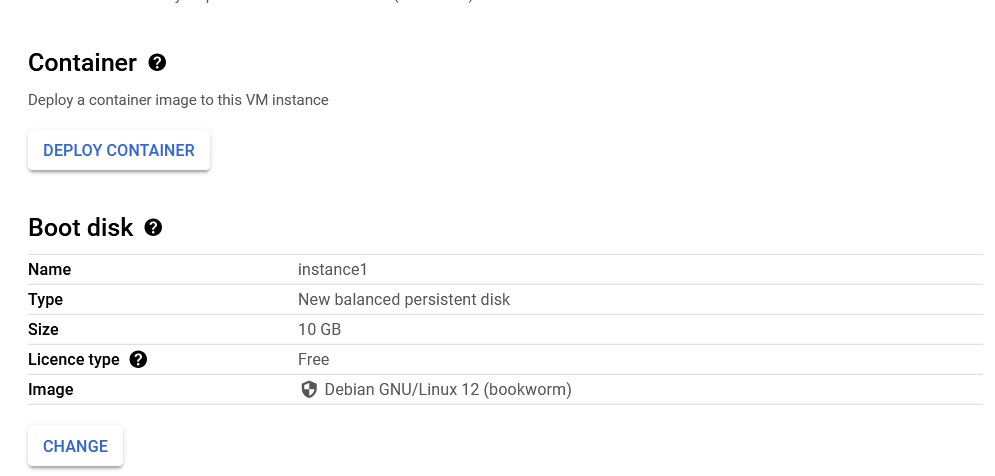 Container
Deploy a container image to this VM instance
DEPLOY CONTAINER
Boot disk
Name instance1
Type New balanced persistent disk
Size 10 GB
Licence type Free
Image Debian GNU/Linux 12 (bookworm)
CHANGE